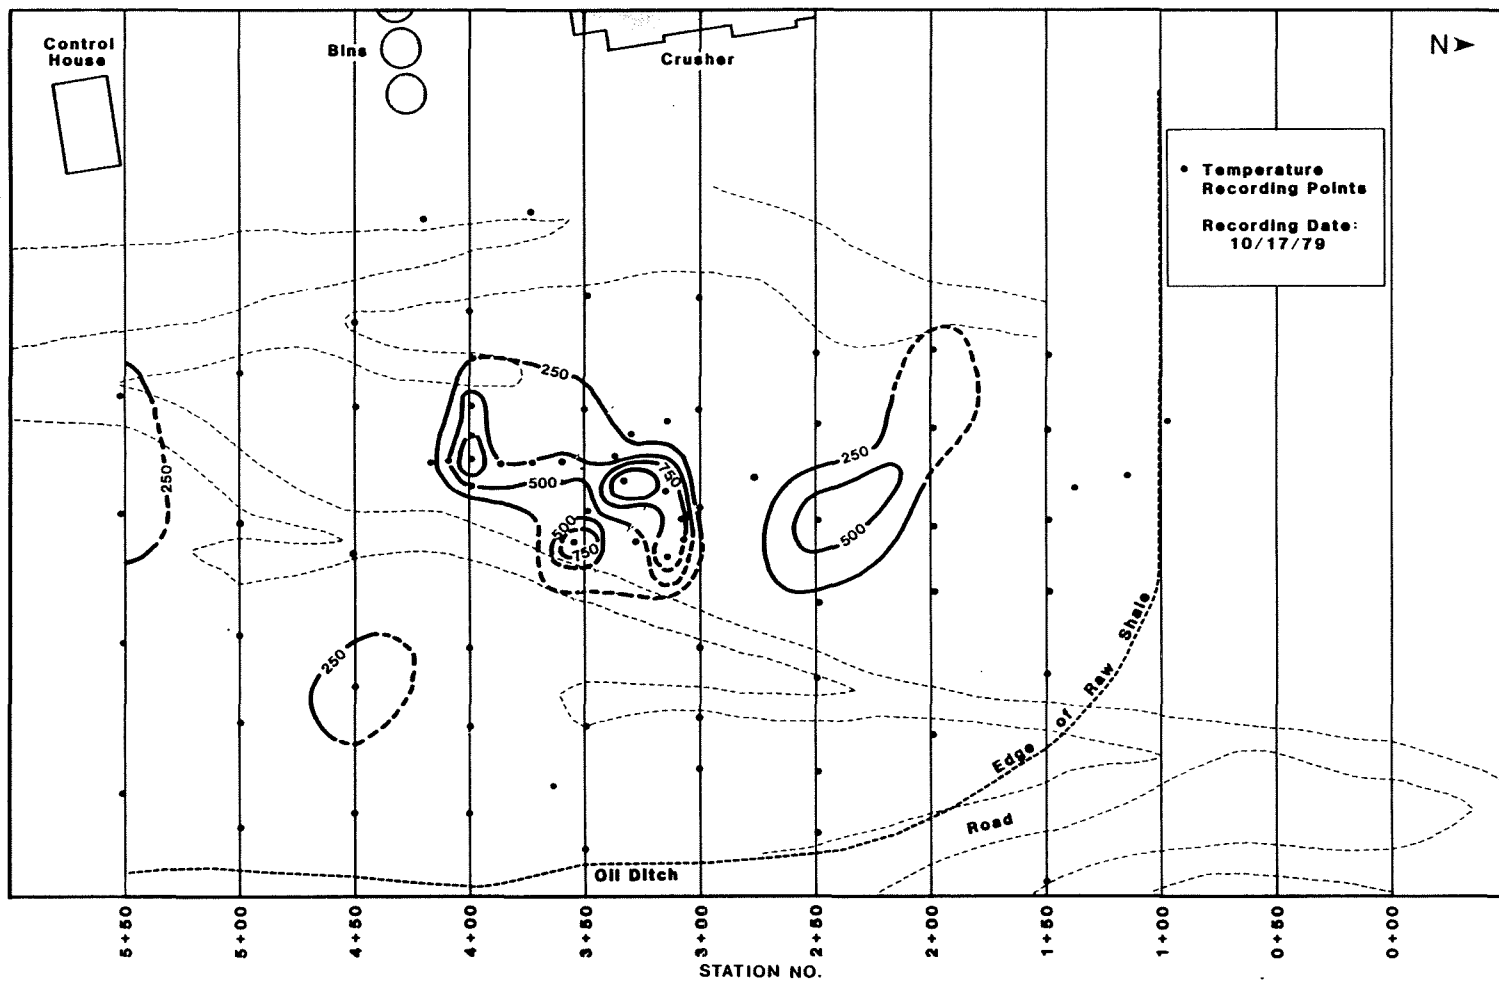 Control
House
Bins
Crusher
N
Temperature
Recording Points
Recording Date:
10/17/79
250
250
750
250
500
500
500
750
250
Shale
Raw
of
Edge
Road
Oil Ditch
5+50
5+00
4+50
4+00
3+50
3+00
2+50
2+00
1+50
1+00
0+50
0+00
STATION NO.